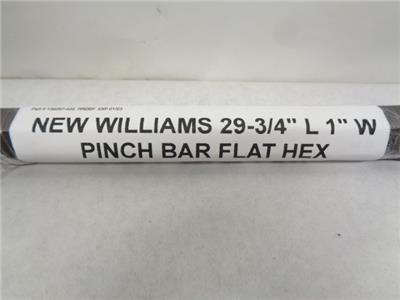 NEW WILLIAMS 29-3/4" L 1" W
PINCH BAR FLAT HEX